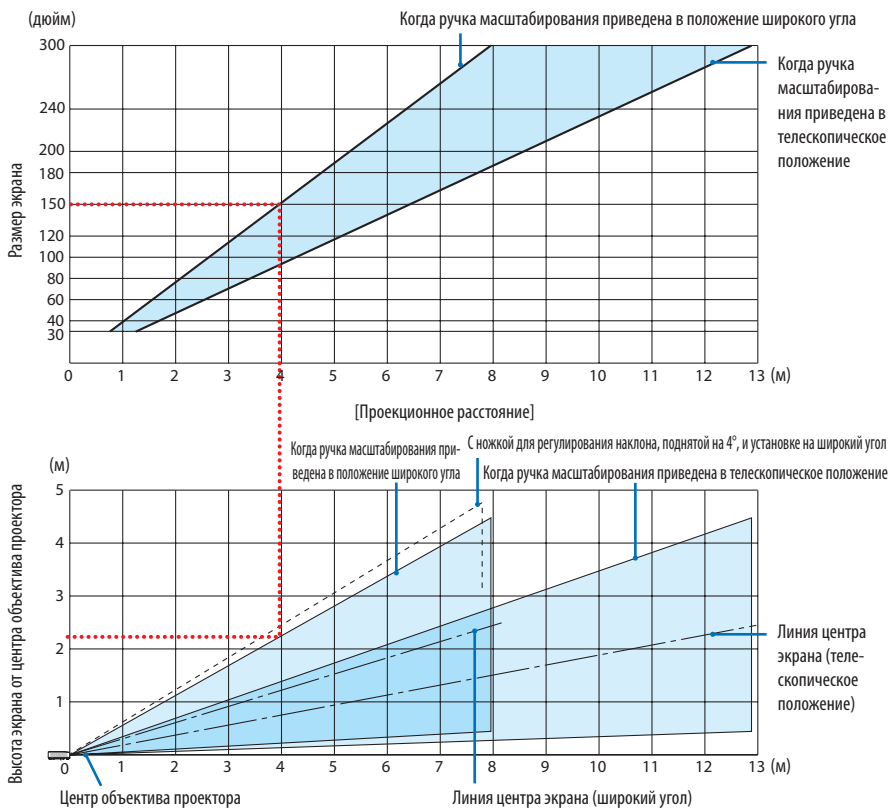 (дюйм)
Когда ручка масштабирования приведена в положение широкого угла
300
240
200
180
150
120
100
80
60
40
30
Размер экрана
Когда ручка
масштабирова-
ния приведена в
телескопическое
положение
0 1 2 3 4 5 6 7 8 9 10 11 12 13 (м)
[Проекционное расстояние]
(м)
Когда ручка масштабирования при-
ведена в положение широкого угла
С ножкой для регулирования наклона, поднятой на 4°, и установке на широкий угол
Когда ручка масштабирования приведена в телескопическое положение
5
4
3
2
1
Высота экрана от центра объектива проектора
Линия центра
экрана (теле-
скопическое
положение)
0 1 2 3 4 5 6 7 8 9 10 11 12 13 (м)
Центр объектива проектора
Линия центра экрана (широкий угол)